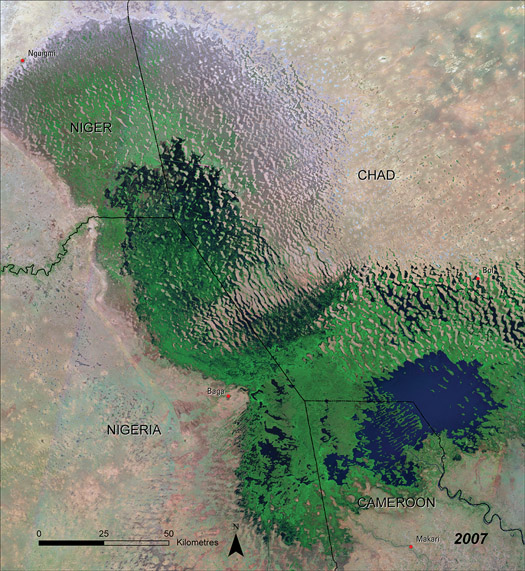 Nguigmi
NIGER
CHAD
Bol
Baga
NIGERIA
CAMEROON
0 25 50
Kilometres
N
Makari
2007